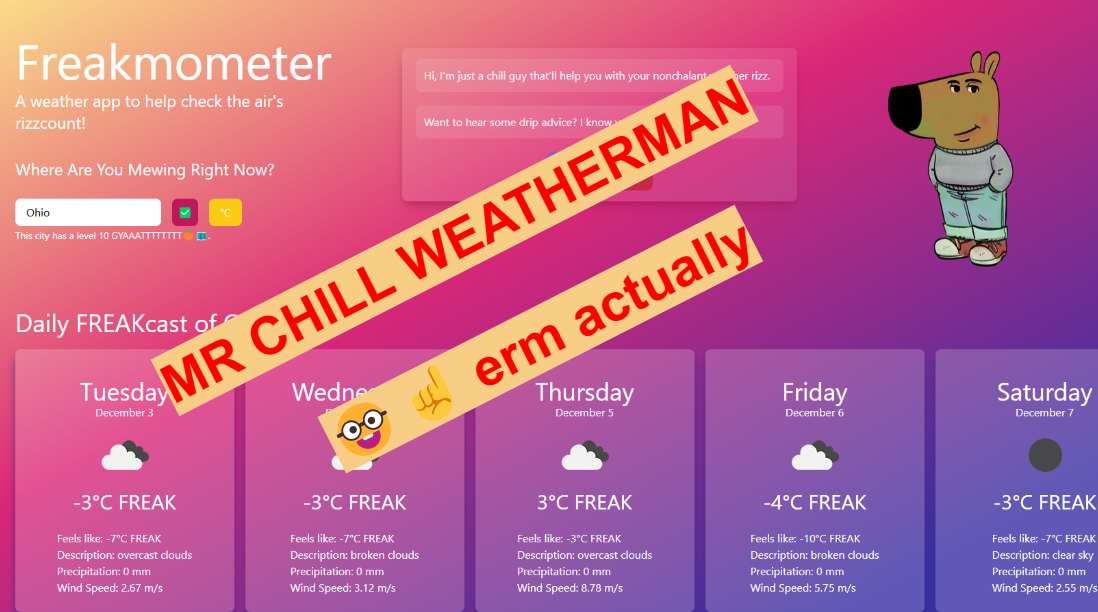 Freakmometer
A weather app to help check the air's
rizzcount!
Where Are You Mewing Right Now?
Ohio
°C
This city has a level 10 GYAAATTTTTTTT
Hi, I'm just a chill guy that'll help you with your nonchalant rizz.
Want to hear some drip advice? I know
MR CHILL WEATHERMAN
erm actually
Daily FREAKcast of
Tuesday
December 3
-3°C FREAK
Feels like: -7°C FREAK
Description: overcast clouds
Precipitation: 0 mm
Wind Speed: 2.67 m/s
-3°C FREAK
Feels like: -7°C FREAK
Description: broken clouds
Precipitation: 0 mm
Wind Speed: 3.12 m/s
Thursday
December 5
3°C FREAK
Feels like: -3°C FREAK
Description: overcast clouds
Precipitation: 0 mm
Wind Speed: 8.78 m/s
Friday
December 6
-4°C FREAK
Feels like: -10°C FREAK
Description: broken clouds
Precipitation: 0 mm
Wind Speed: 5.75 m/s
Saturday
December 7
-3°C FREAK
Feels like: -7°C FREAK
Description: clear sky
Precipitation: 0 mm
Wind Speed: 2.55 m/s